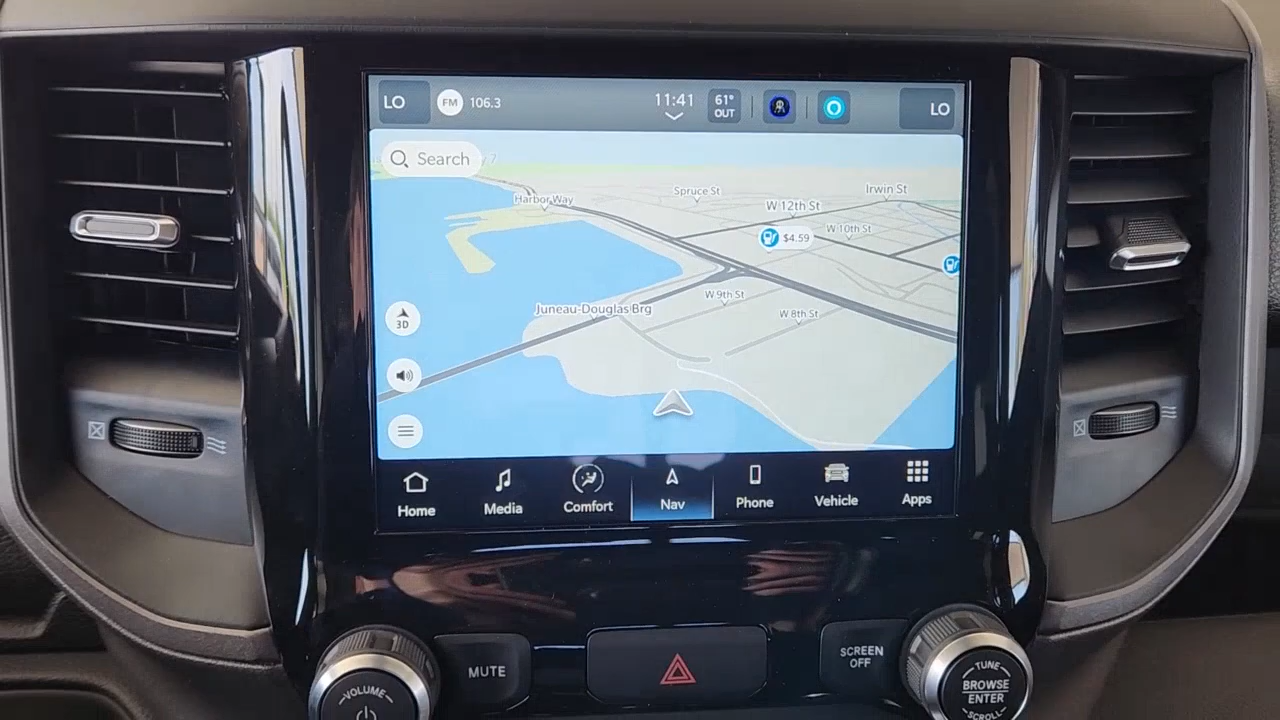 LO
FM 106.3
11:41
61°
OUT
LO
Search
7
Harbor Way
Spruce St
Irwin St
W 12th St
W 10th St
$4.59
W 9th St
Juneau-Douglas Brg
W 8th St
3D
Home
Media
Comfort
Nav
Phone
Vehicle
Apps
MUTE
SCREEN
OFF
VOLUME
TUNE
BROWSE
ENTER
SCROLL